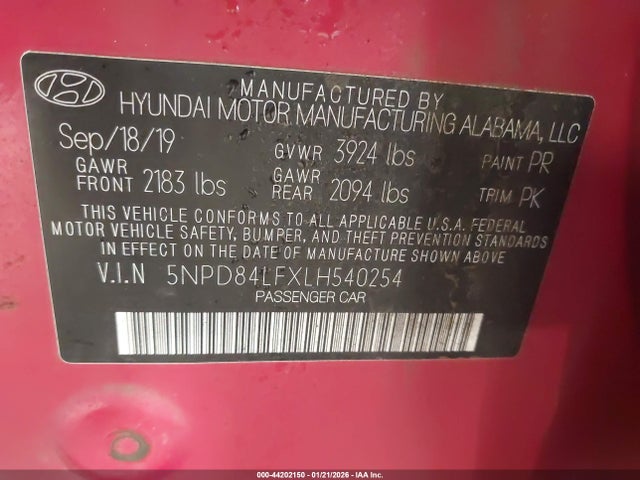 MANUFACTURED BY
HYUNDAI MOTOR MANUFACTURING ALABAMA, LLC
Sep/18/19 GVWR 3924 lbs PAINT PR
GAWR FRONT 2183 lbs GAWR REAR 2094 lbs TRIM PK
THIS VEHICLE CONFORMS TO ALL APPLICABLE U.S.A. FEDERAL
MOTOR VEHICLE SAFETY, BUMPER, AND THEFT PREVENTION STANDARDS
IN EFFECT ON THE DATE OF MANUFACTURE SHOWN ABOVE
V.I.N 5NPD84LFXLH540254
PASSENGER CAR
000-44202150 - 01/21/2026 - IAA Inc.